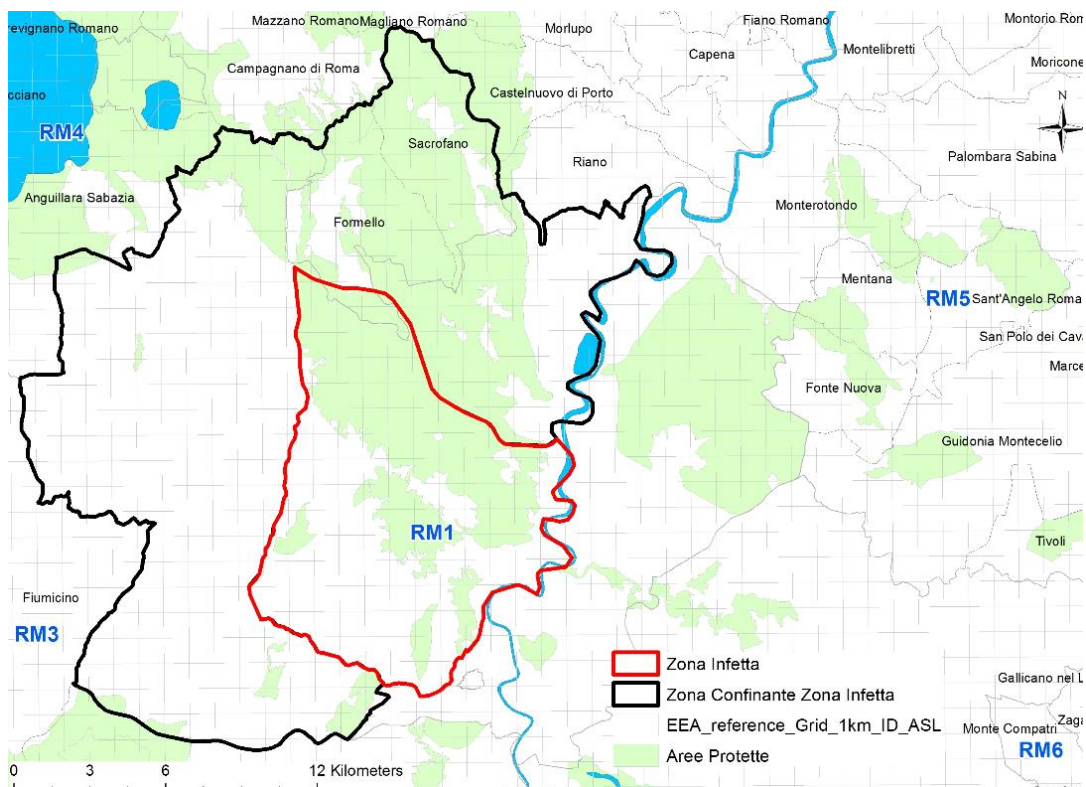 revignano Romano
Mazzano Romano
Magliano Romano
Morlupo
Fiano Romano
Montorio Rom
Capena
Montelibretti
Moricone
Campagnano di Roma
cciano
Castelnuovo di Porto
N
RM4
Sacrofano
Riano
Palombara Sabina
Anguillara Sabazia
Formello
Monterotondo
Mentana
RM5
Sant'Angelo Roma
San Polo dei Cava
Marce
Fonte Nuova
Guidonia Montecelio
RM1
Tivoli
Fiumicino
RM3
Zona Infetta
Zona Confinante Zona Infetta
EEA_reference_Grid_1km_ID_ASL
Aree Protette
Gallicano nel L
Zaga
Monte Compatri
RM6
0 3 6 12 Kilometers